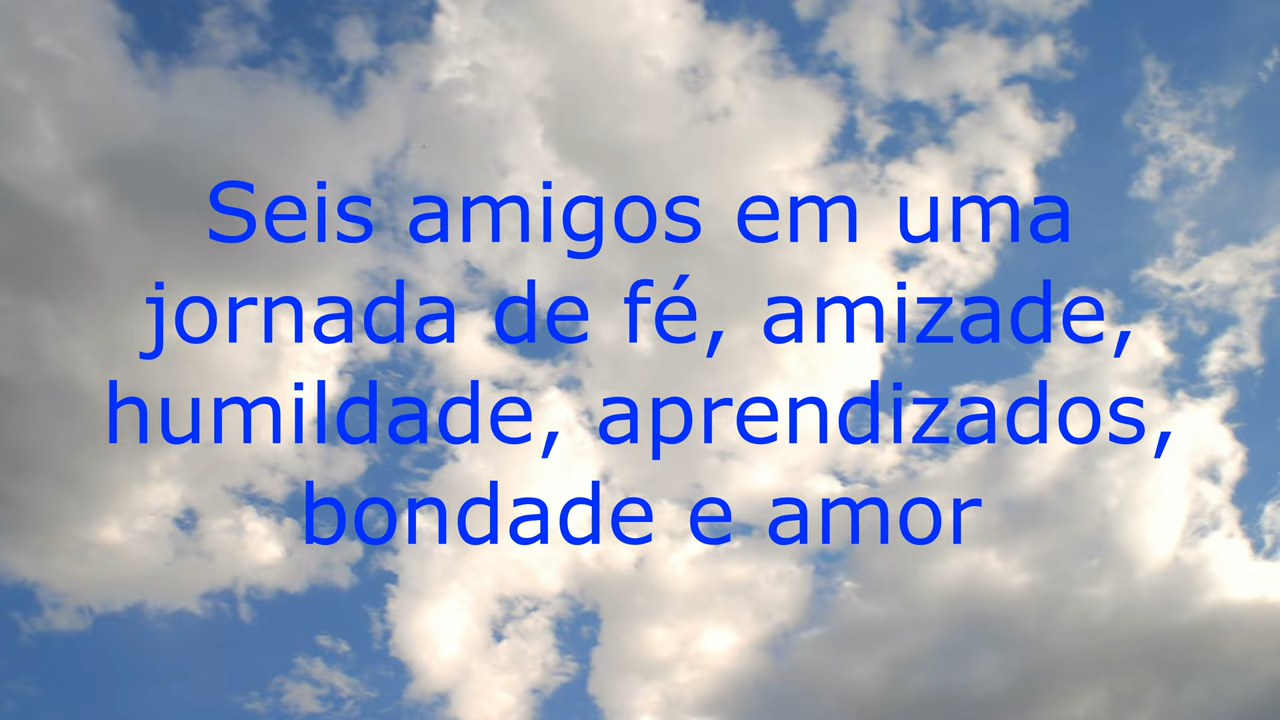 Seis amigos em uma
jornada de fé, amizade,
humildade, aprendizados,
bondade e amor